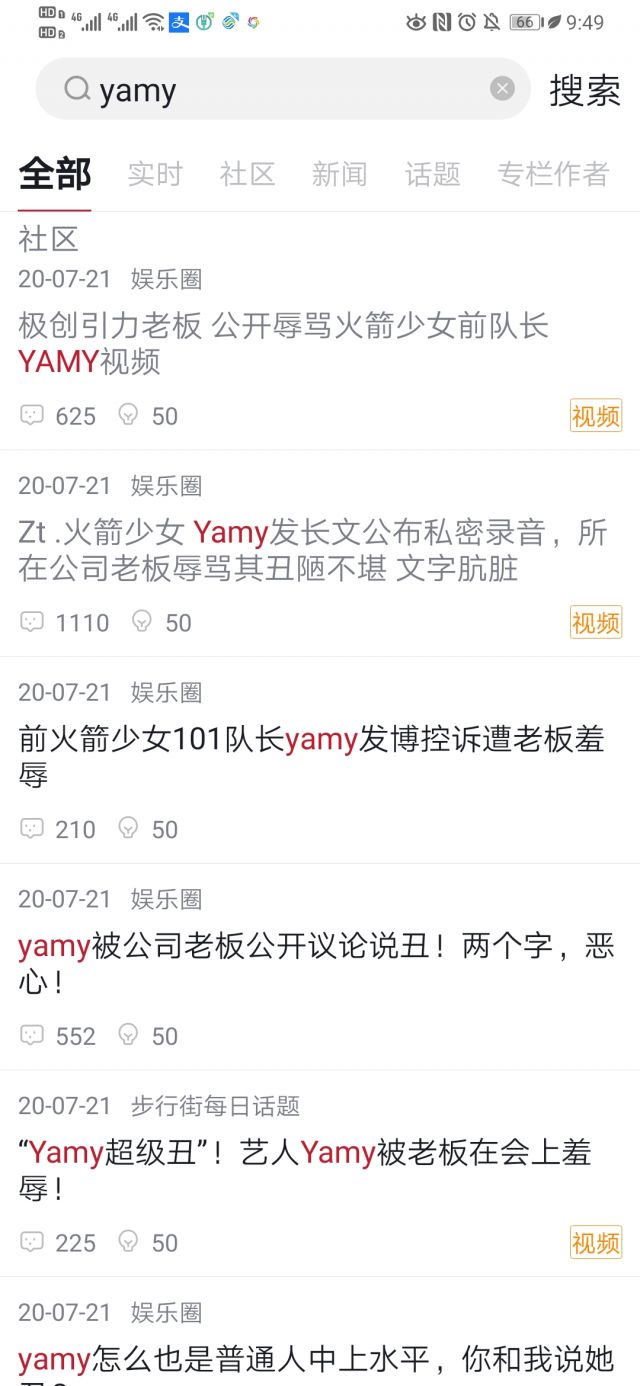 HD 1 4G 4G 66 9:49
HD 2
yamy 搜索
全部 实时 社区 新闻 话题 专栏作者
社区
20-07-21 娱乐圈
极创引力老板 公开辱骂火箭少女前队长
YAMY视频
625 50 视频
20-07-21 娱乐圈
Zt .火箭少女 Yamy发长文公布私密录音，所
在公司老板辱骂其丑陋不堪 文字肮脏
1110 50 视频
20-07-21 娱乐圈
前火箭少女101队长yamy发博控诉遭老板羞
辱
210 50
20-07-21 娱乐圈
yamy被公司老板公开议论说丑！两个字，恶
心！
552 50
20-07-21 步行街每日话题
“Yamy超级丑”！艺人Yamy被老板在会上羞
辱！
225 50 视频
20-07-21 娱乐圈
yamy怎么也是普通人中上水平，你和我说她